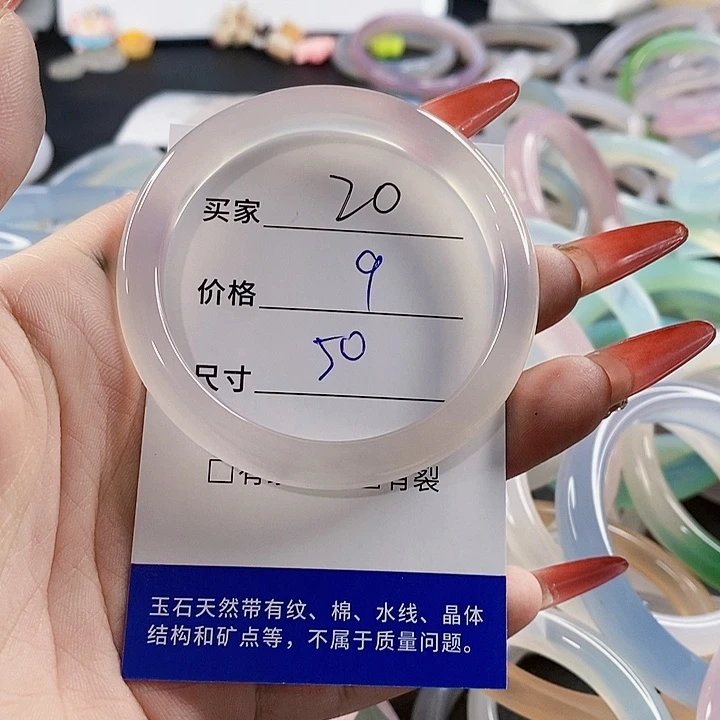 买家 20
价格 9
尺寸 50
□有 有裂
玉石天然带有纹、棉、水线、晶体
结构和矿点等，不属于质量问题。